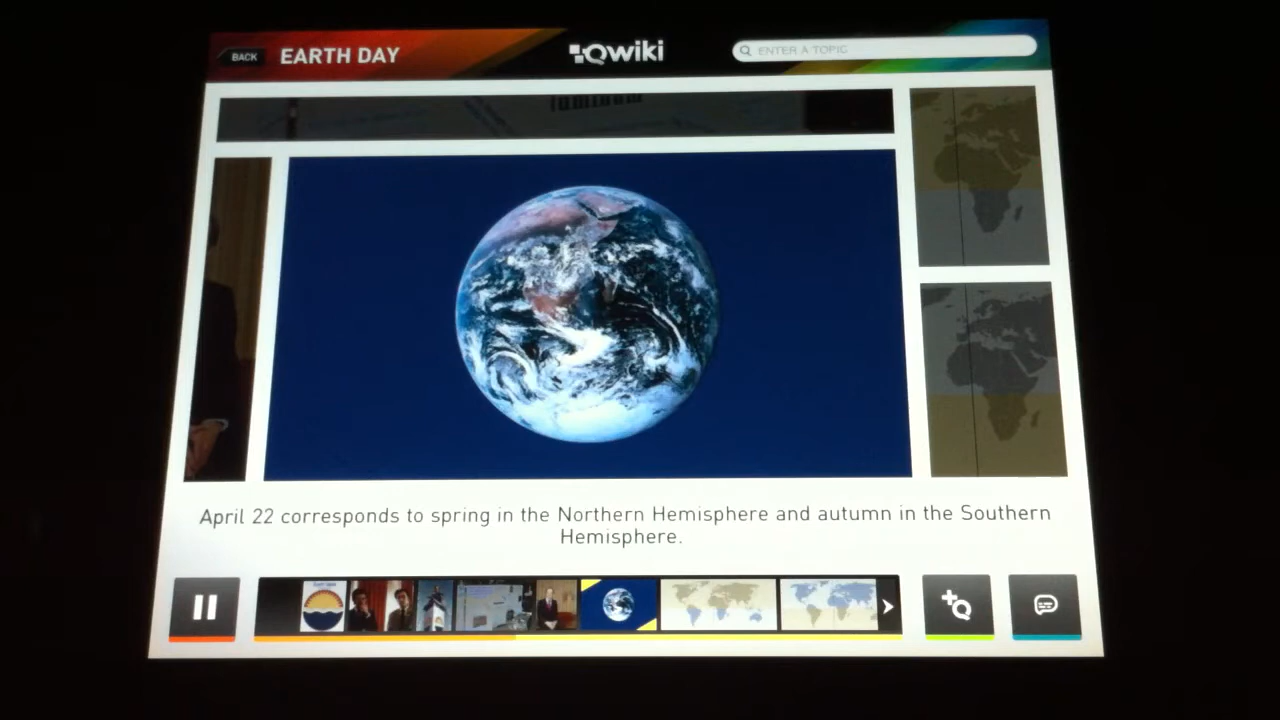 BACK
EARTH DAY
Qwiki
ENTER A TOPIC
April 22 corresponds to spring in the Northern Hemisphere and autumn in the Southern
Hemisphere.